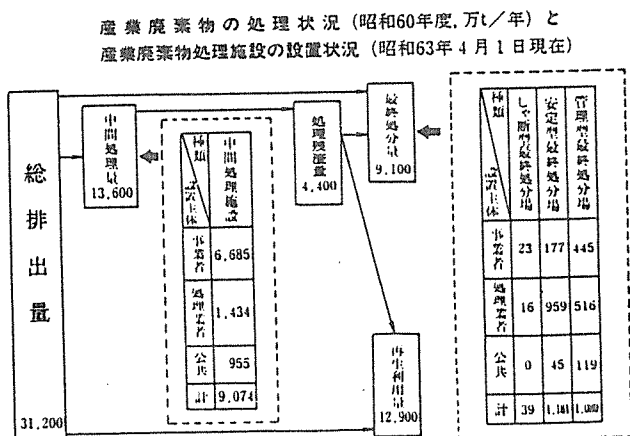 産業廃棄物の処理状況（昭和60年度,万t／年）と
産業廃棄物処理施設の設置状況（昭和63年4月1日現在）
総排出量
31,200
中間処理量
13,600
種類
設置主体
中間処理施設
事業者 6,685
処理業者 1,434
公共 955
計 9,074
処理残渣量
4,400
最終処分量
9,100
再生利用量
12,900
種類
設置主体
しゃ断型最終処分場
安定型最終処分場
管理型最終処分場
事業者 23 177 445
処理業者 16 959 516
公共 0 45 119
計 39 1,181